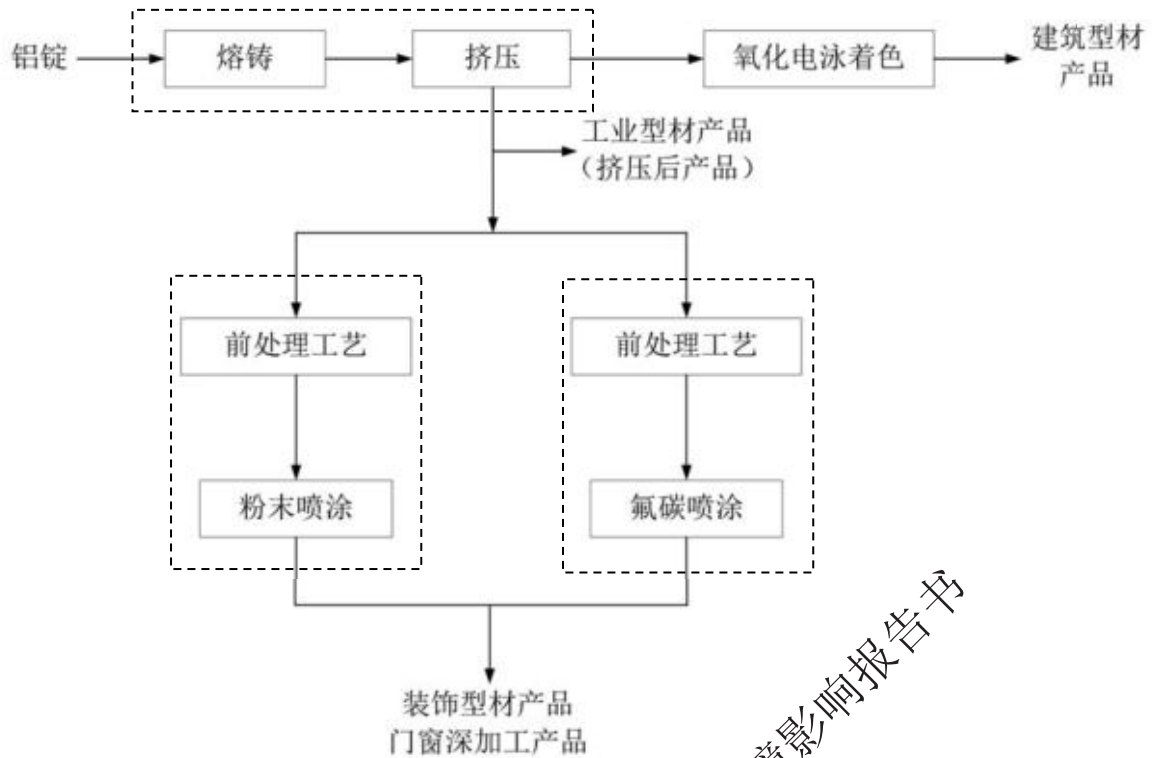 铝锭
熔铸
挤压
氧化电泳着色
建筑型材
产品
工业型材产品
（挤压后产品）
前处理工艺
前处理工艺
粉末喷涂
氟碳喷涂
装饰型材产品
门窗深加工产品
影响报告书